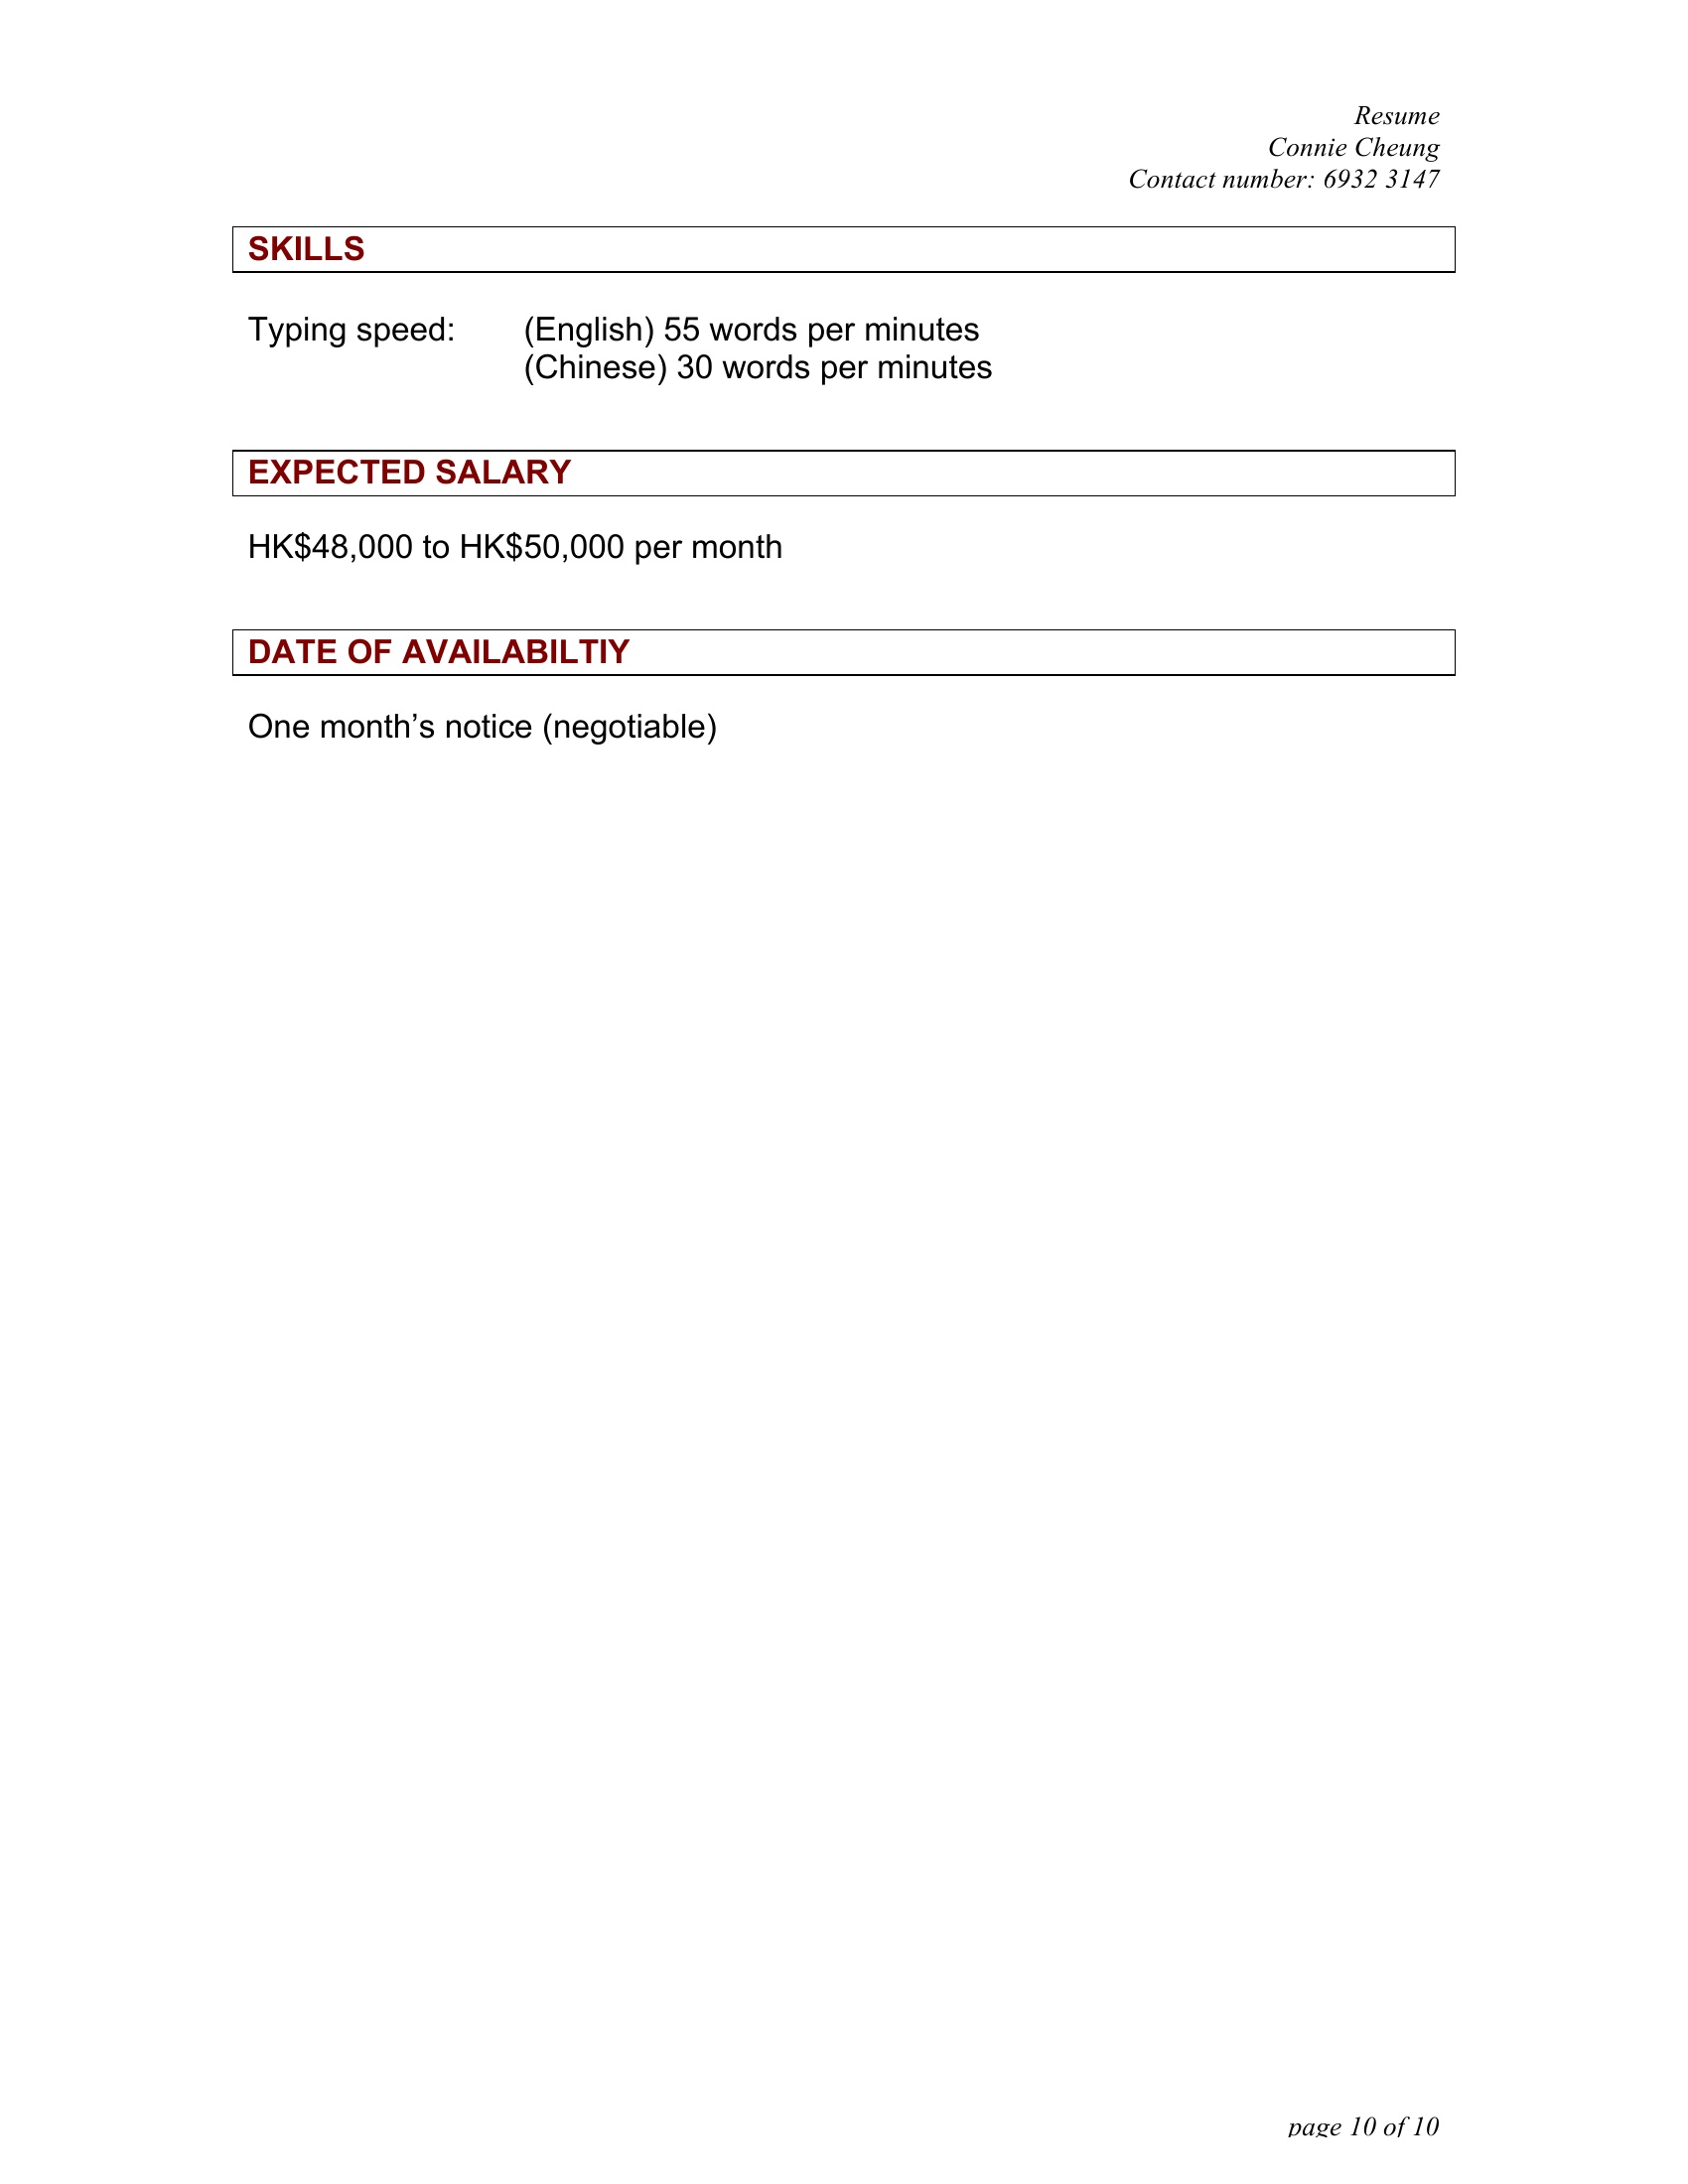 Resume
Connie Cheung
Contact number: 6932 3147
SKILLS
Typing speed: (English) 55 words per minutes
(Chinese) 30 words per minutes
EXPECTED SALARY
HK$48,000 to HK$50,000 per month
DATE OF AVAILABILTIY
One month’s notice (negotiable)
page 10 of 10